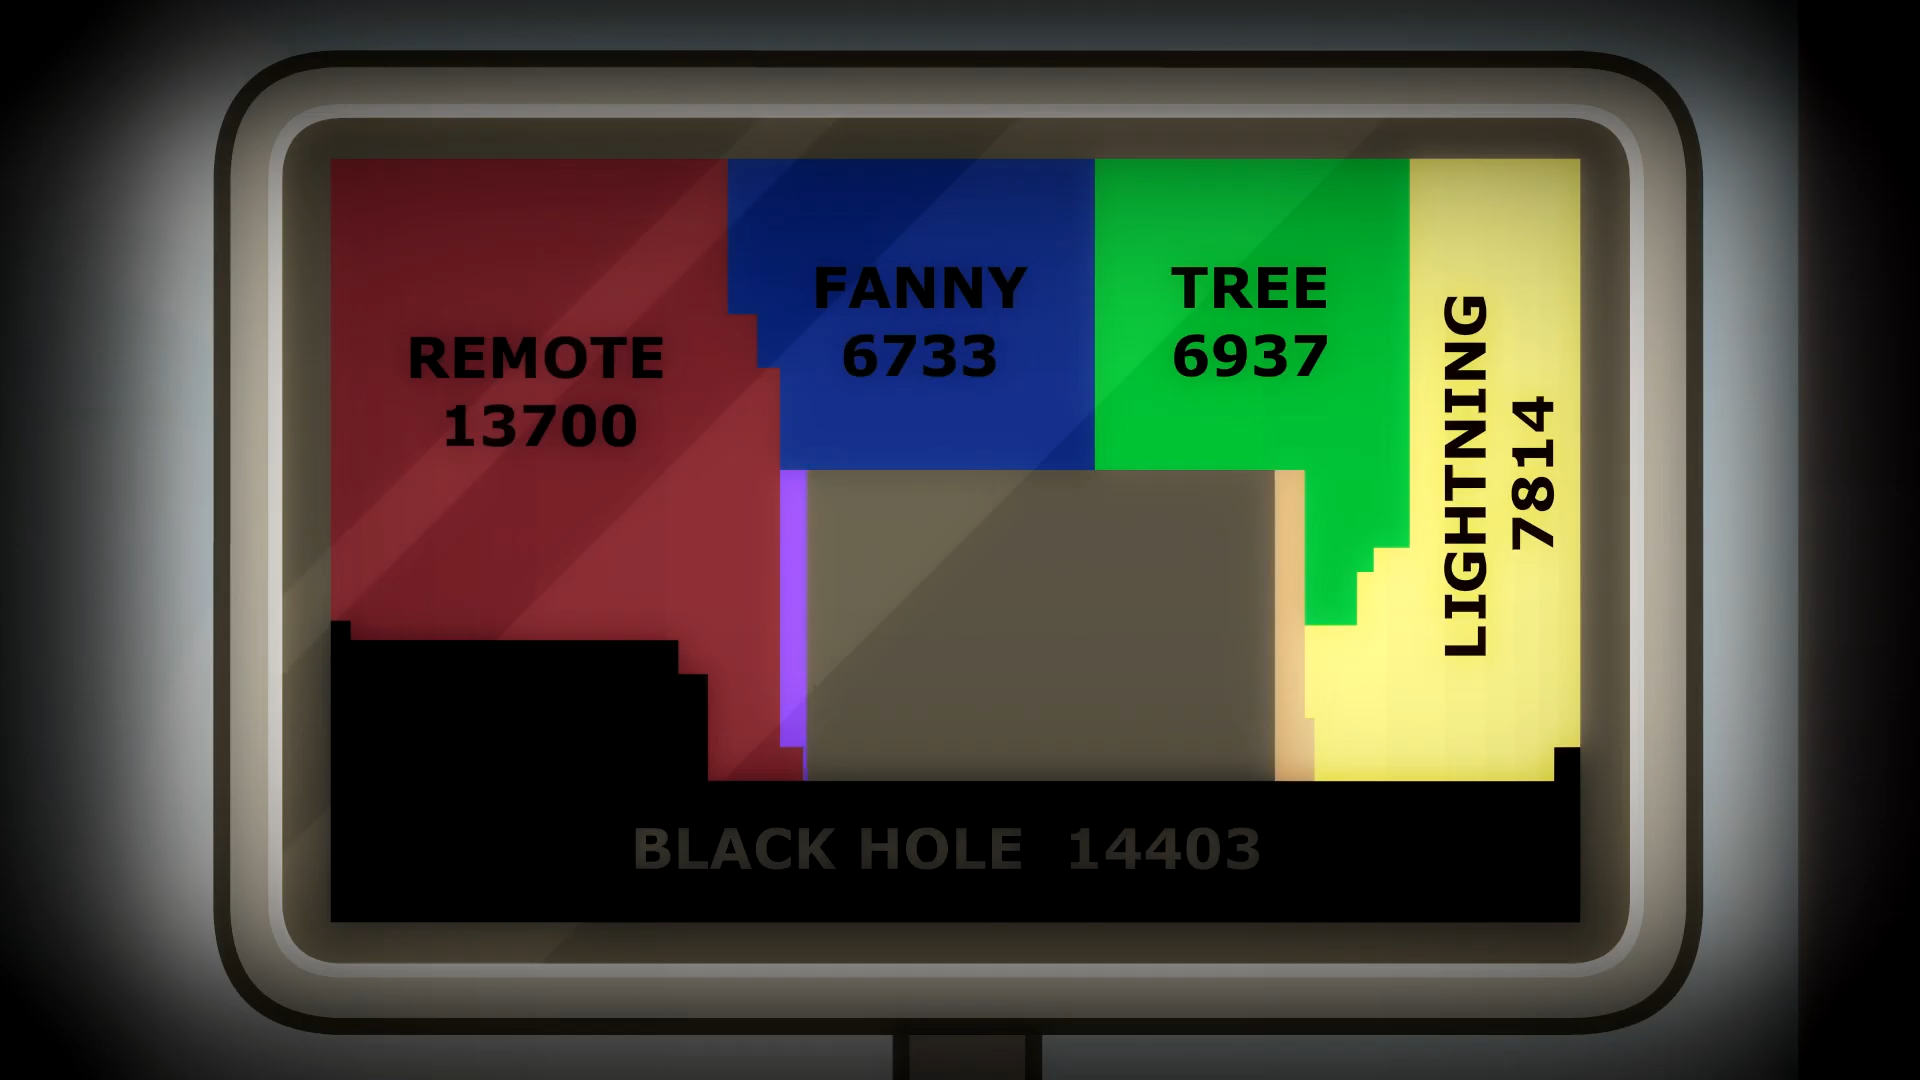 REMOTE
13700
FANNY
6733
TREE
6937
LIGHTNING
7814
BLACK HOLE 14403